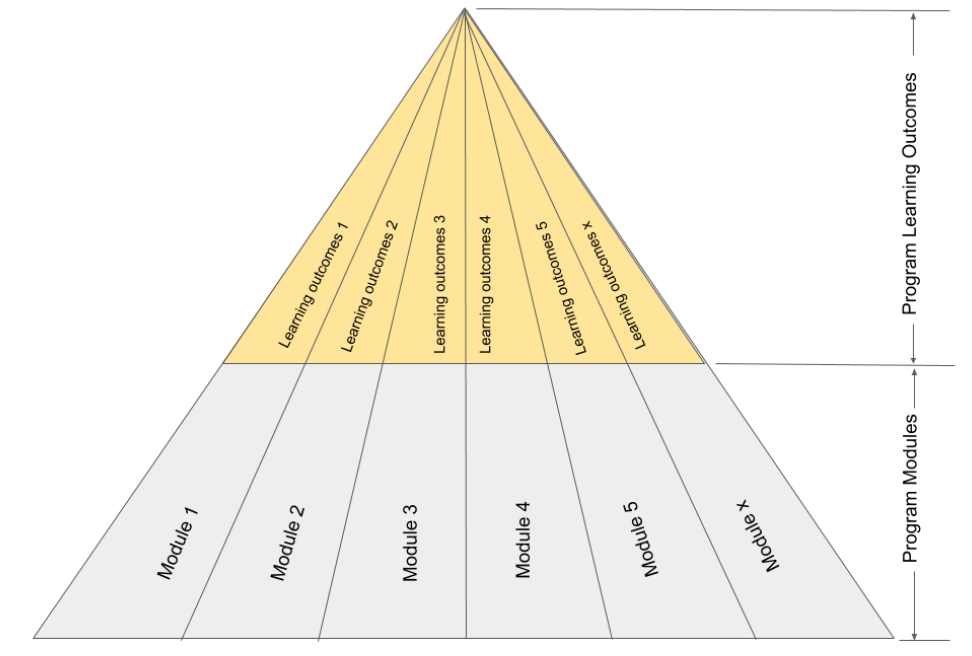 Learning outcomes 1
Learning outcomes 2
Learning outcomes 3
Learning outcomes 4
Learning outcomes 5
Learning outcomes x
Program Learning Outcomes
Module 1
Module 2
Module 3
Module 4
Module 5
Module x
Program Modules